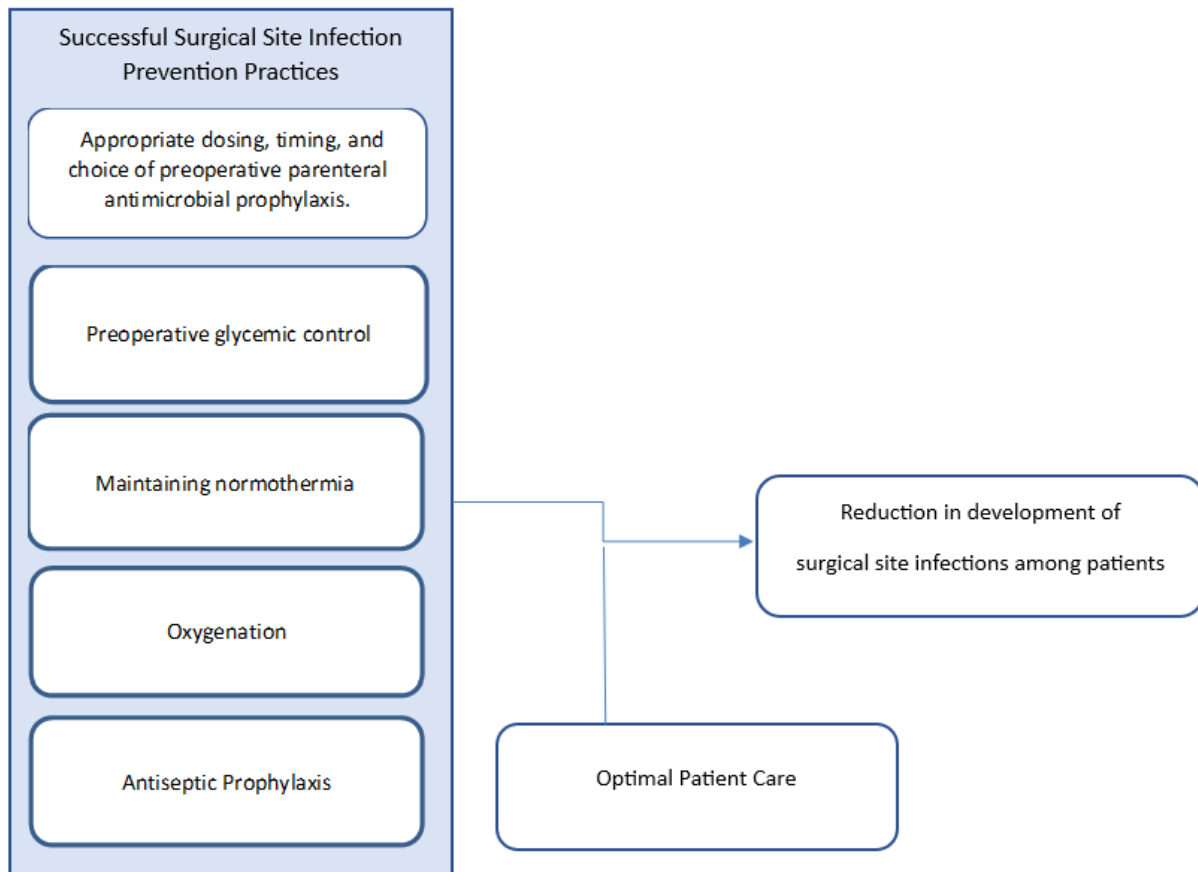 Successful Surgical Site Infection
Prevention Practices
Appropriate dosing, timing, and
choice of preoperative parenteral
antimicrobial prophylaxis.
Preoperative glycemic control
Maintaining normothermia
Oxygenation
Antiseptic Prophylaxis
Reduction in development of
surgical site infections among patients
Optimal Patient Care